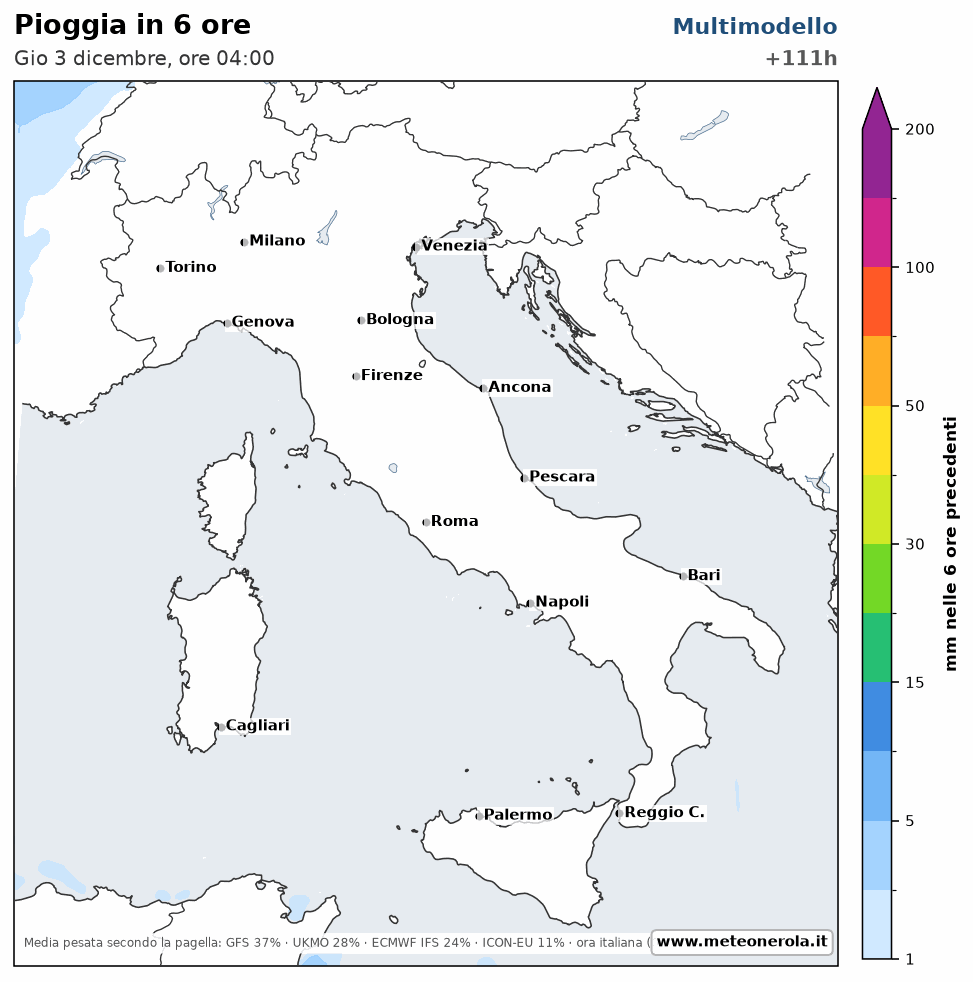 Pioggia in 6 ore
Multimodello
Gio 3 dicembre, ore 04:00
+111h
Milano
Venezia
Torino
Genova
Bologna
Firenze
Ancona
Pescara
Roma
Bari
Napoli
Cagliari
Palermo
Reggio C.
200
100
50
30
15
5
1
mm nelle 6 ore precedenti
Media pesata secondo la pagella: GFS 37% · UKMO 28% · ECMWF IFS 24% · ICON-EU 11% · ora italiana (
www.meteonerola.it